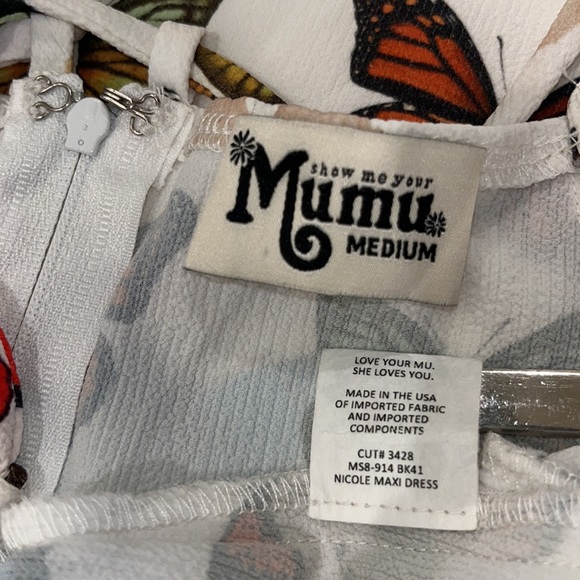 show me your
Mumu
MEDIUM
LOVE YOUR MU.
SHE LOVES YOU.
MADE IN THE USA
OF IMPORTED FABRIC
AND IMPORTED
COMPONENTS
CUT# 3428
MS8-914 BK41
NICOLE MAXI DRESS